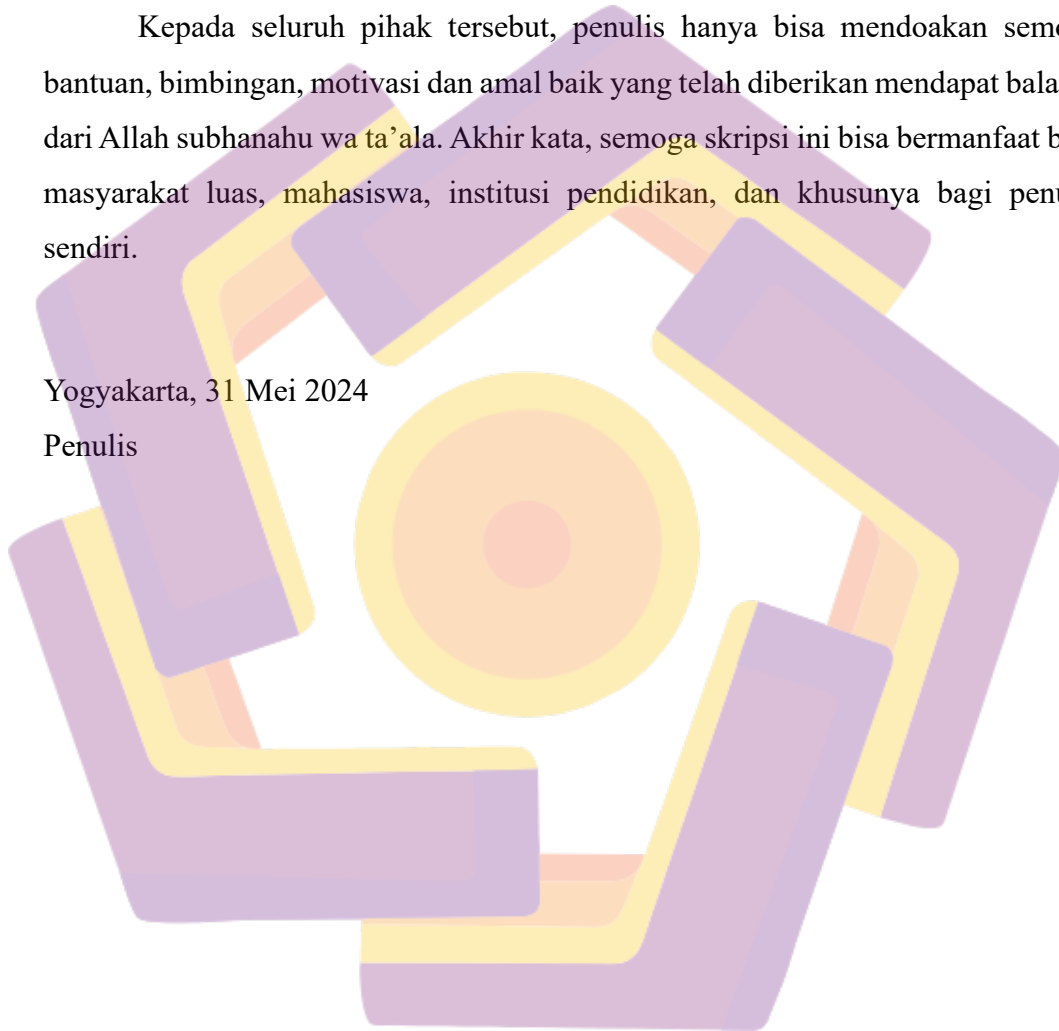 Kepada seluruh pihak tersebut, penulis hanya bisa mendoakan
bantuan, bimbingan, motivasi dan amal baik yang telah diberikan mendapat
dari Allah subhanahu wa ta’ala. Akhir kata, semoga skripsi ini bisa bermanfaat
masyarakat luas, mahasiswa, institusi pendidikan, dan khusunya bagi
sendiri.
Yogyakarta, 31 Mei 2024
Penulis